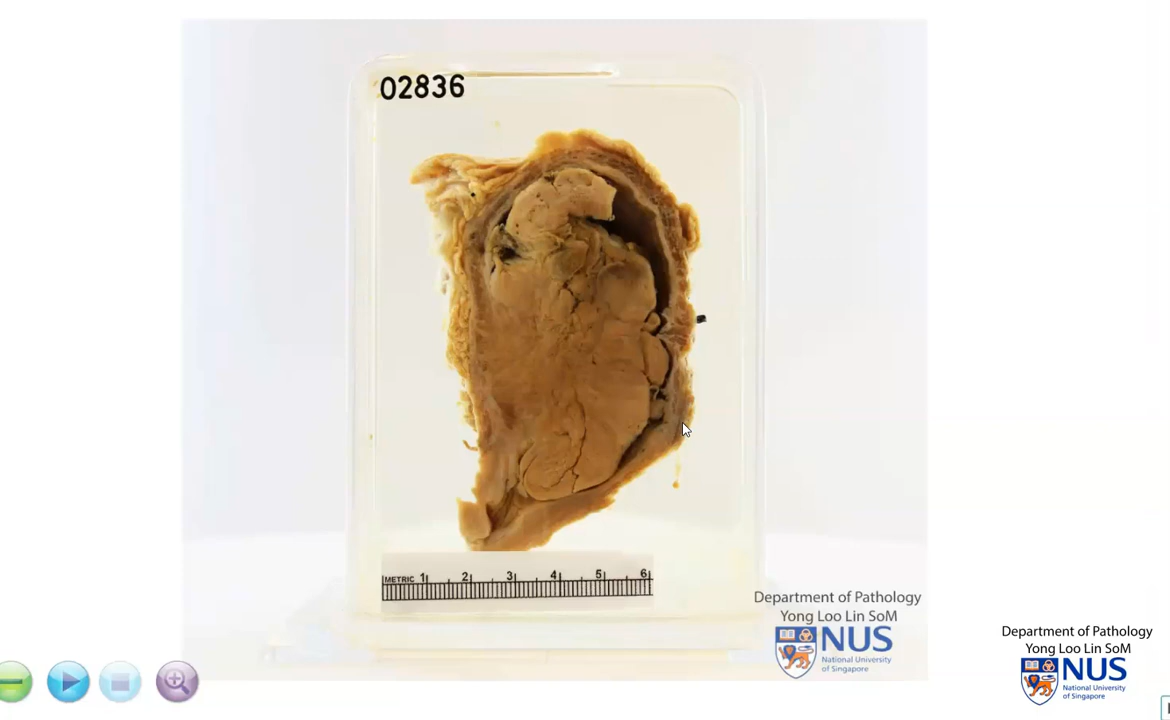 02836
METRIC 1 2 3 4 5 6
Department of Pathology
Yong Loo Lin SoM
NUS
National University
of Singapore
Department of Pathology
Yong Loo Lin SoM
NUS
National University
of Singapore